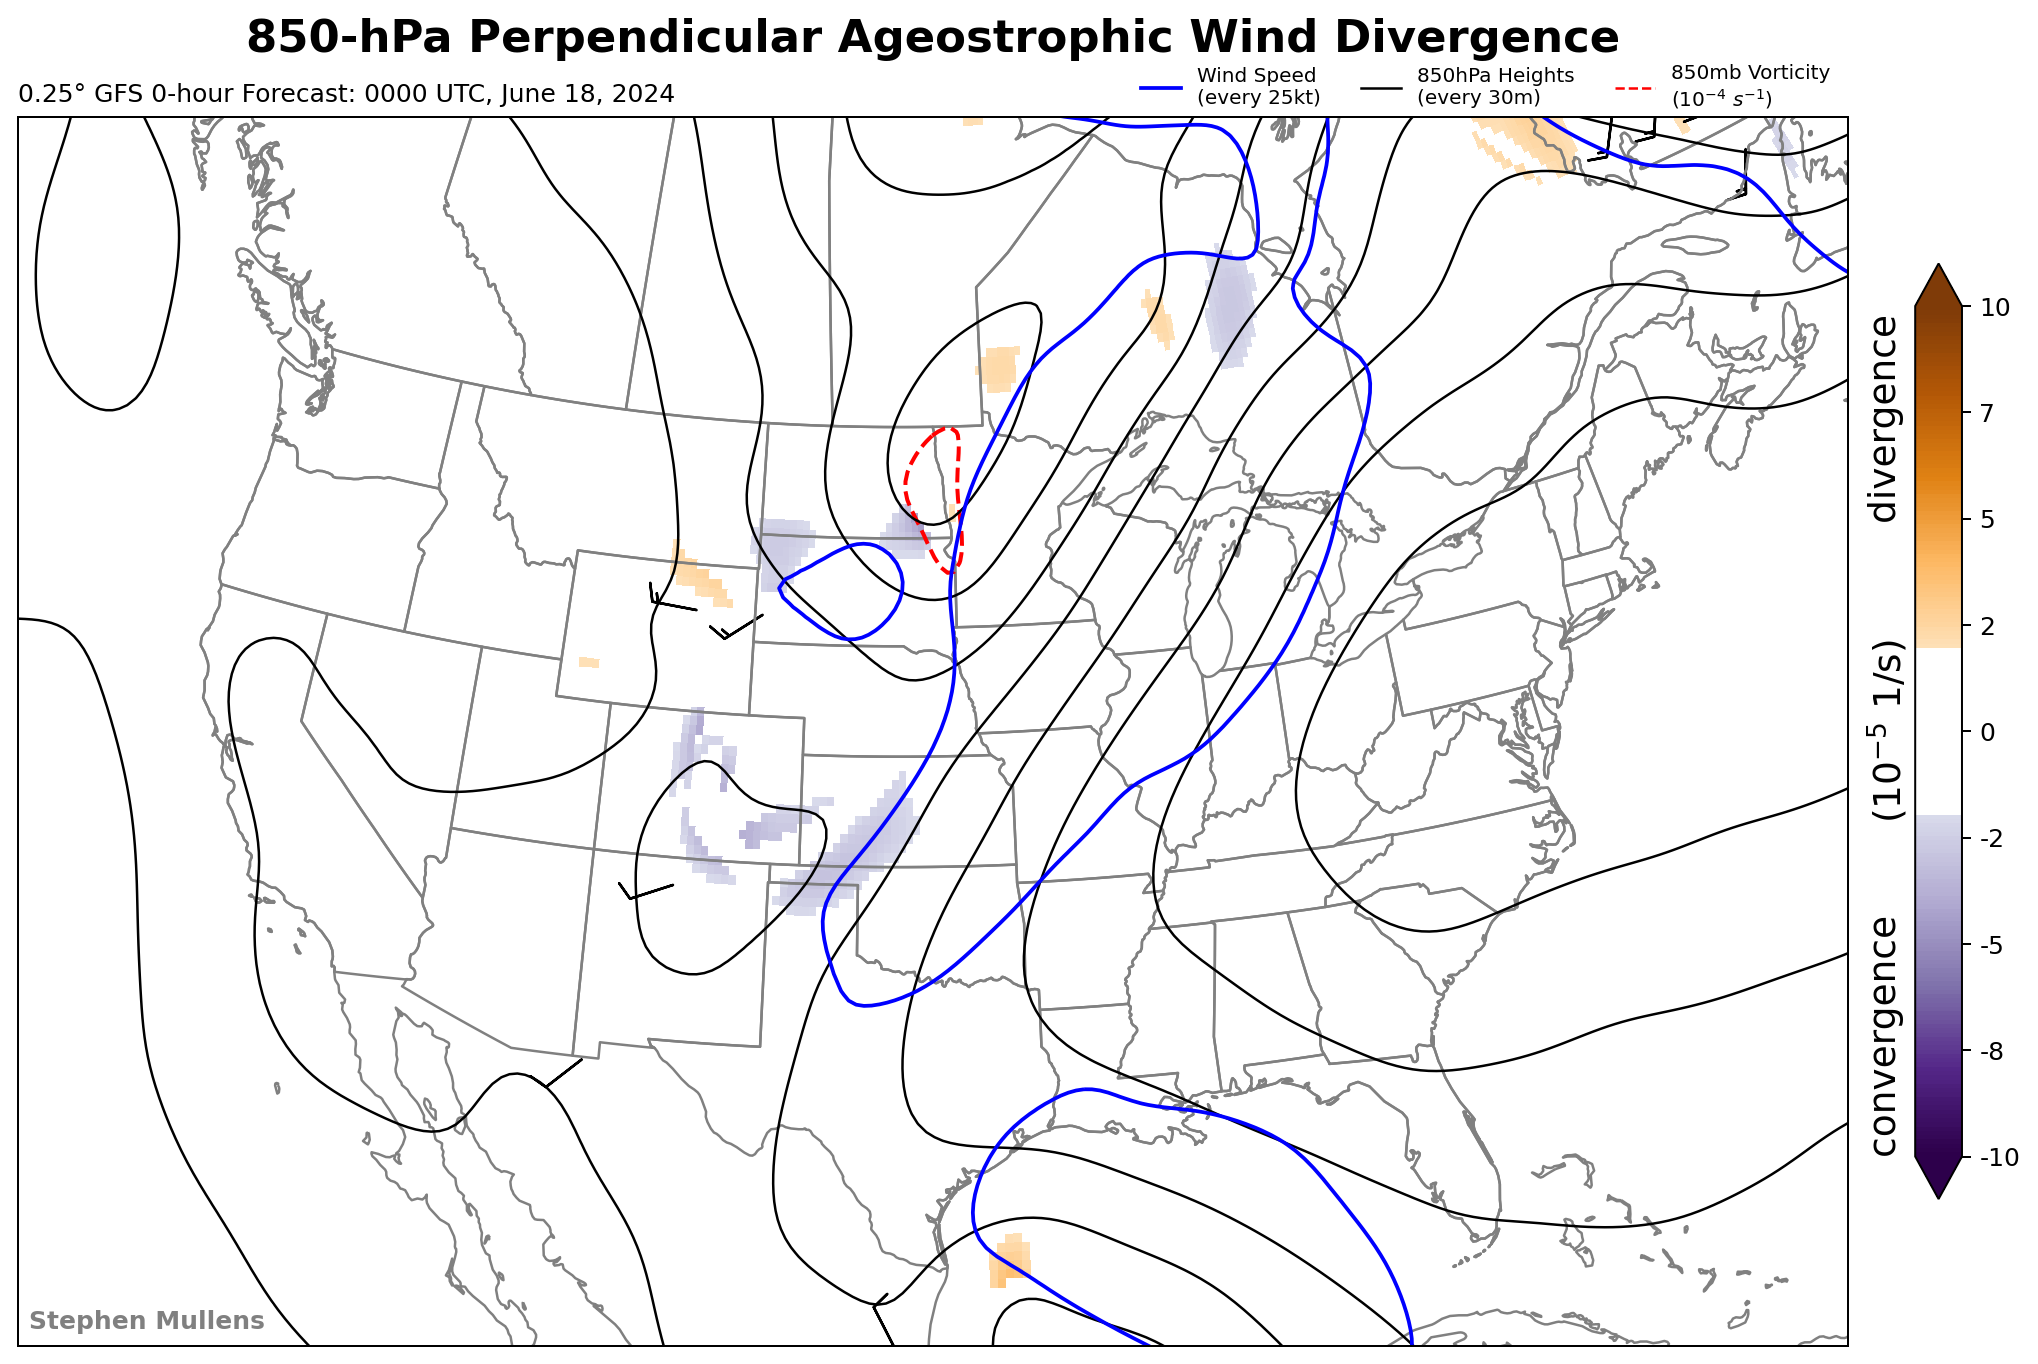 850-hPa Perpendicular Ageostrophic Wind Divergence
0.25° GFS 0-hour Forecast: 0000 UTC, June 18, 2024
Wind Speed
(every 25kt)
850hPa Heights
(every 30m)
850mb Vorticity
(10⁻⁴ s⁻¹)
10
7
5
2
0
-2
-5
-8
-10
convergence (10⁻⁵ 1/s) divergence
Stephen Mullens